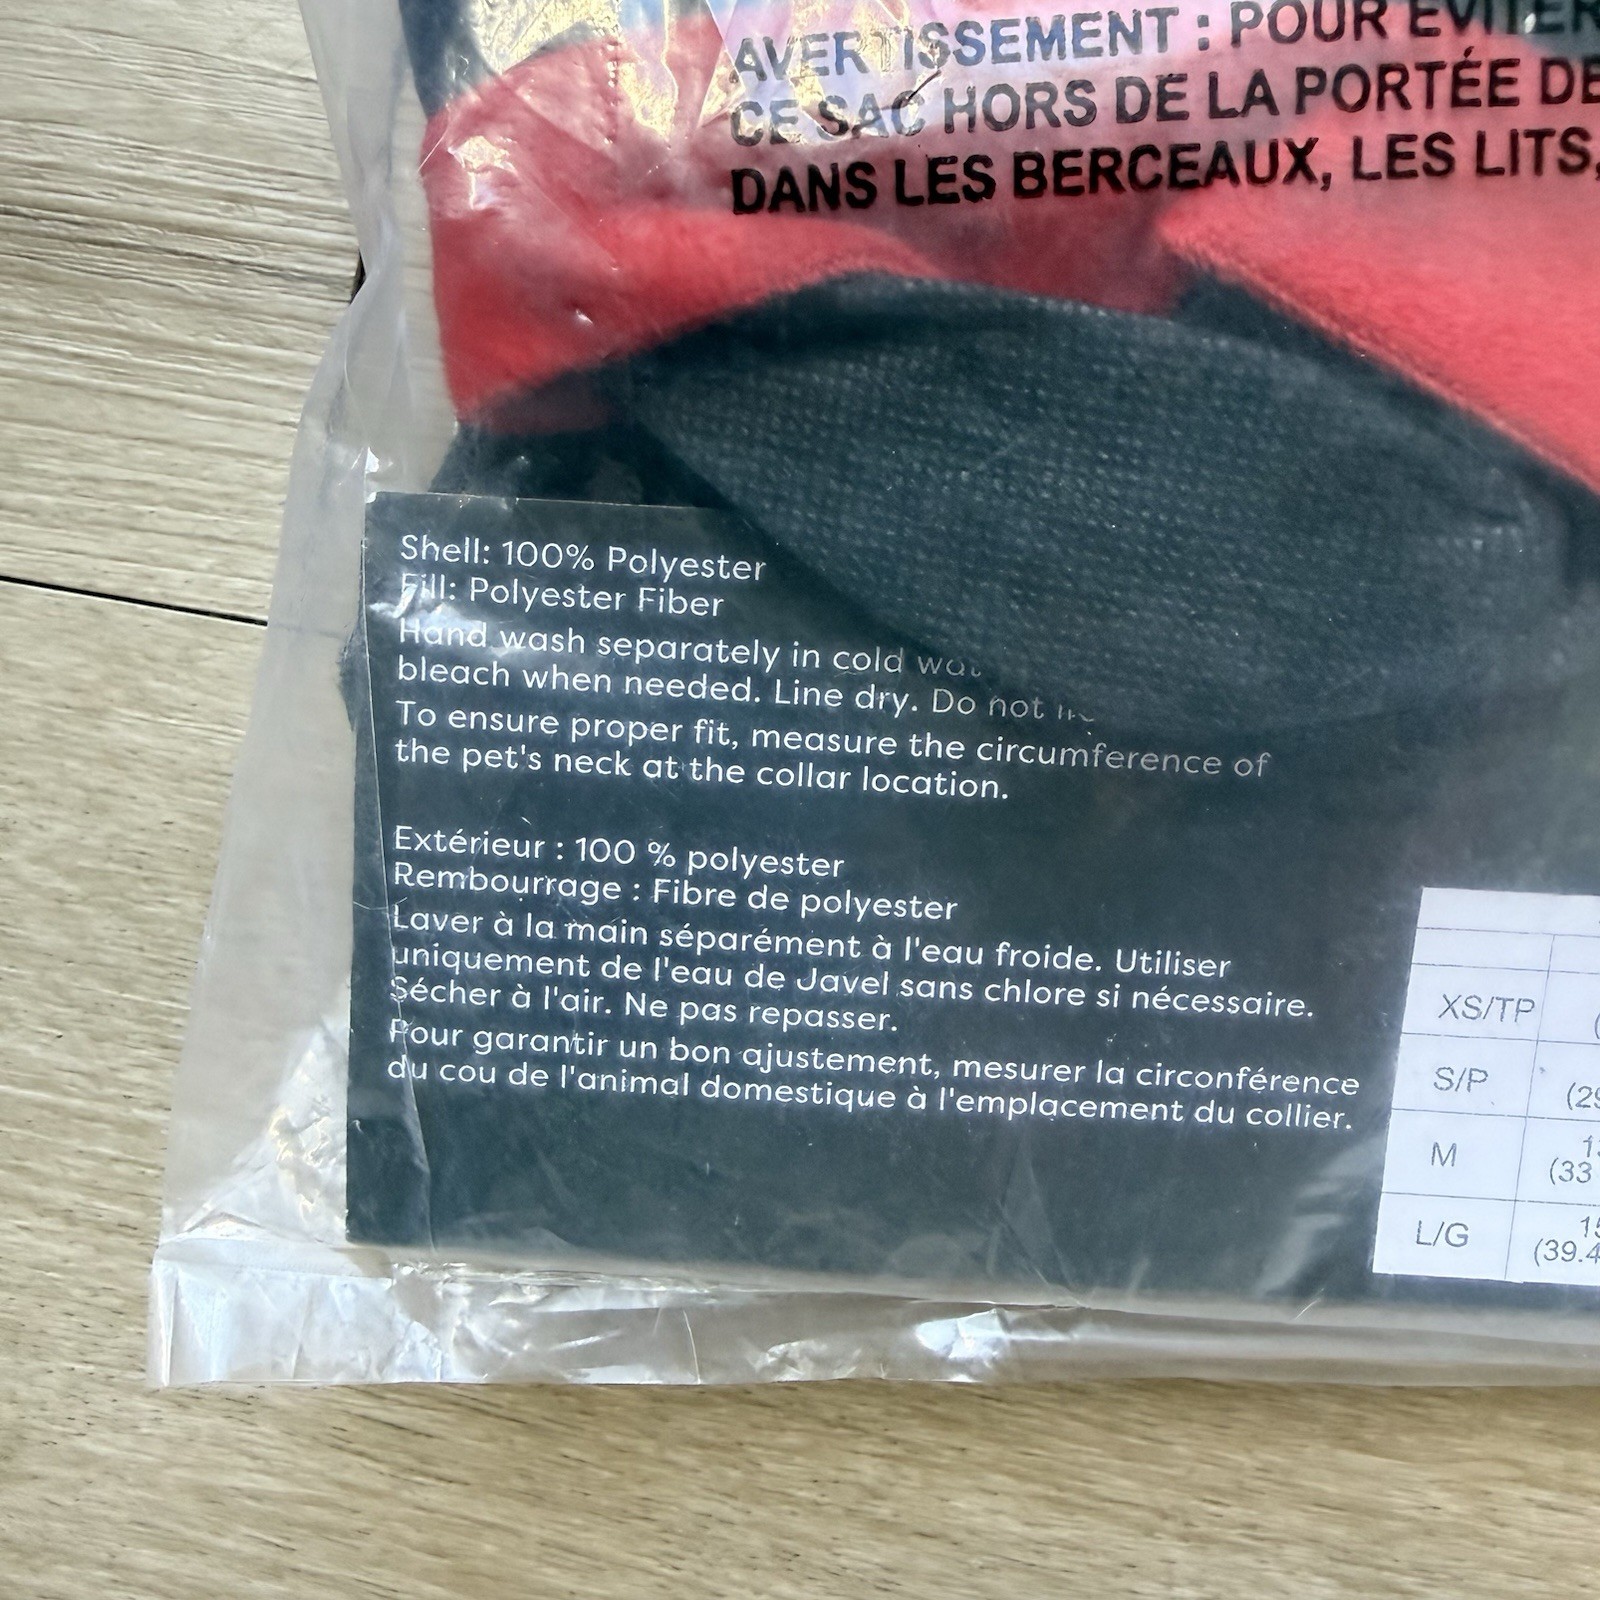 AVERTISSEMENT : POUR ÉVITER
CE SAC HORS DE LA PORTÉE DE
DANS LES BERCEAUX, LES LITS,
Shell: 100% Polyester
Fill: Polyester Fiber
Hand wash separately in cold
bleach when needed. Line dry. Do not
To ensure proper fit, measure the circumference of
the pet's neck at the collar location.
Extérieur : 100 % polyester
Rembourrage : Fibre de polyester
Laver à la main séparément à l'eau froide. Utiliser
uniquement de l'eau de Javel sans chlore si nécessaire.
Sécher à l'air. Ne pas repasser.
Pour garantir un bon ajustement, mesurer la circonférence
du cou de l'animal domestique à l'emplacement du collier.
XS/TP
S/P
M
(33
L/G
(39.4